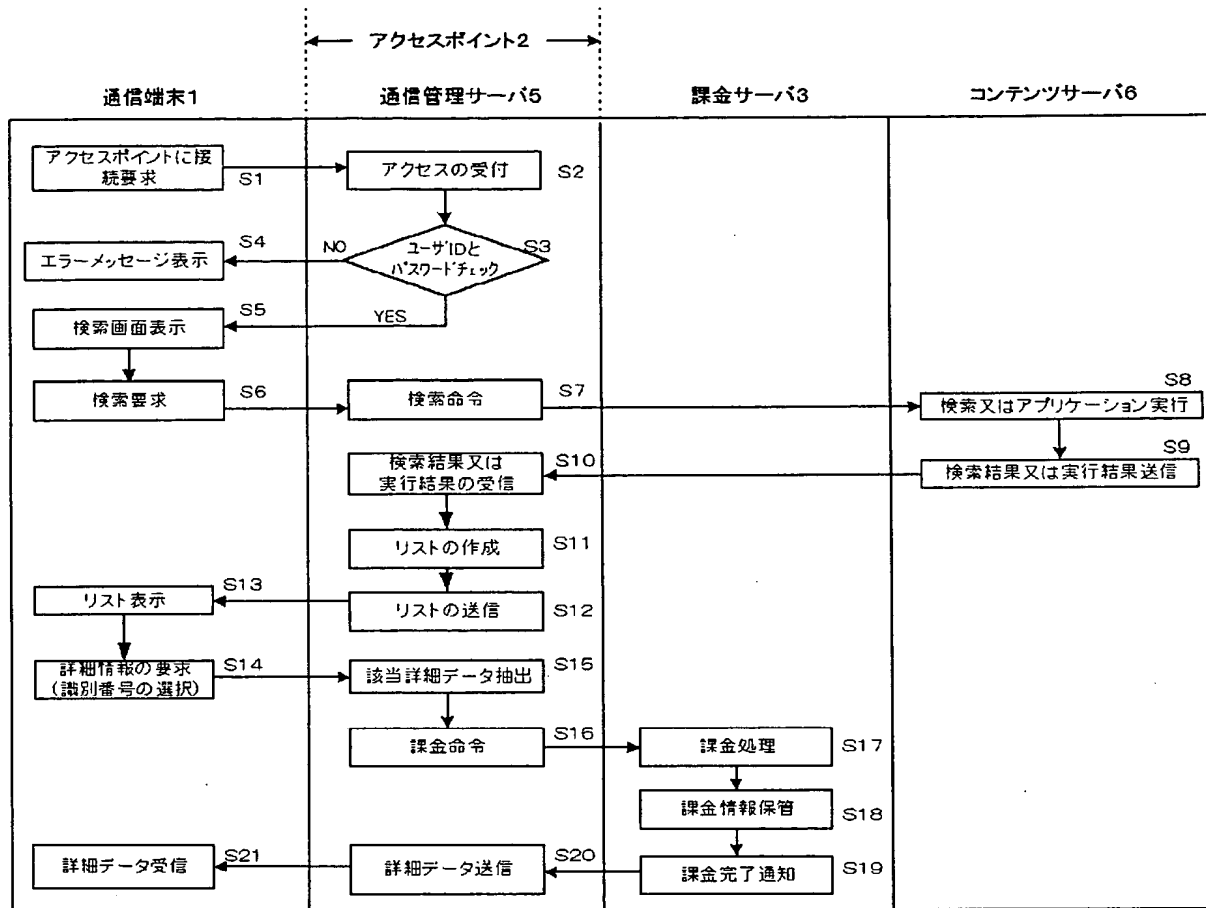 アクセスポイント2
通信端末1
通信管理サーバ5
課金サーバ3
コンテンツサーバ6
アクセスポイントに接
続要求
S1
アクセスの受付
S2
ユーザIDと
パスワードチェック
S3
NO
S4
エラーメッセージ表示
YES
S5
検索画面表示
検索要求
S6
検索命令
S7
S8
検索又はアプリケーション実行
S9
検索結果又は実行結果送信
検索結果又は
実行結果の受信
S10
リストの作成
S11
リストの送信
S12
S13
リスト表示
詳細情報の要求
(識別番号の選択)
S14
該当詳細データ抽出
S15
課金命令
S16
課金処理
S17
課金情報保管
S18
課金完了通知
S19
詳細データ送信
S20
詳細データ受信
S21